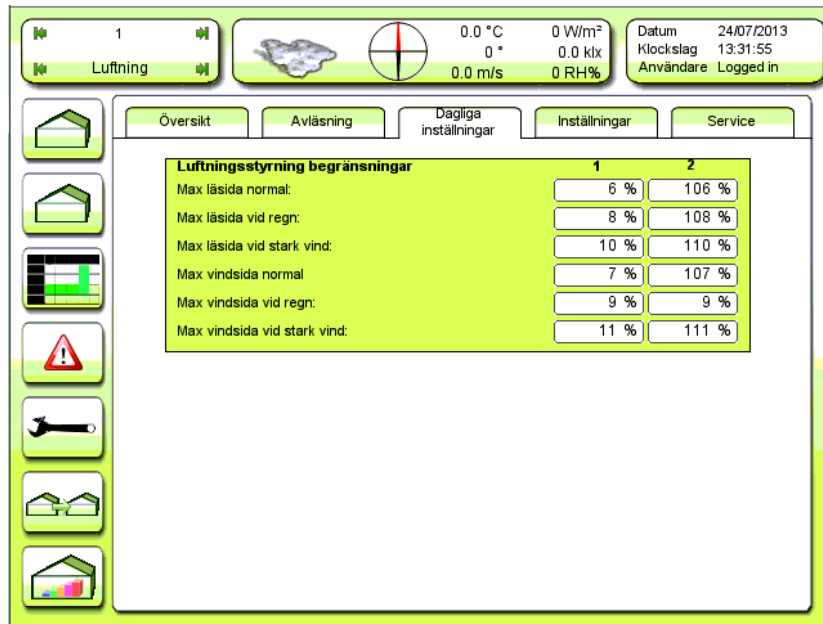 1
Luftning
0.0 °C 0 W/m²
0 ° 0.0 klx
0.0 m/s 0 RH%
Datum 24/07/2013
Klockslag 13:31:55
Användare Logged in
Översikt Avläsning Dagliga inställningar Inställningar Service
Luftningsstyrning begränsningar 1 2
Max läsida normal: 6 % 106 %
Max läsida vid regn: 8 % 108 %
Max läsida vid stark vind: 10 % 110 %
Max vindsida normal 7 % 107 %
Max vindsida vid regn: 9 % 9 %
Max vindsida vid stark vind: 11 % 111 %